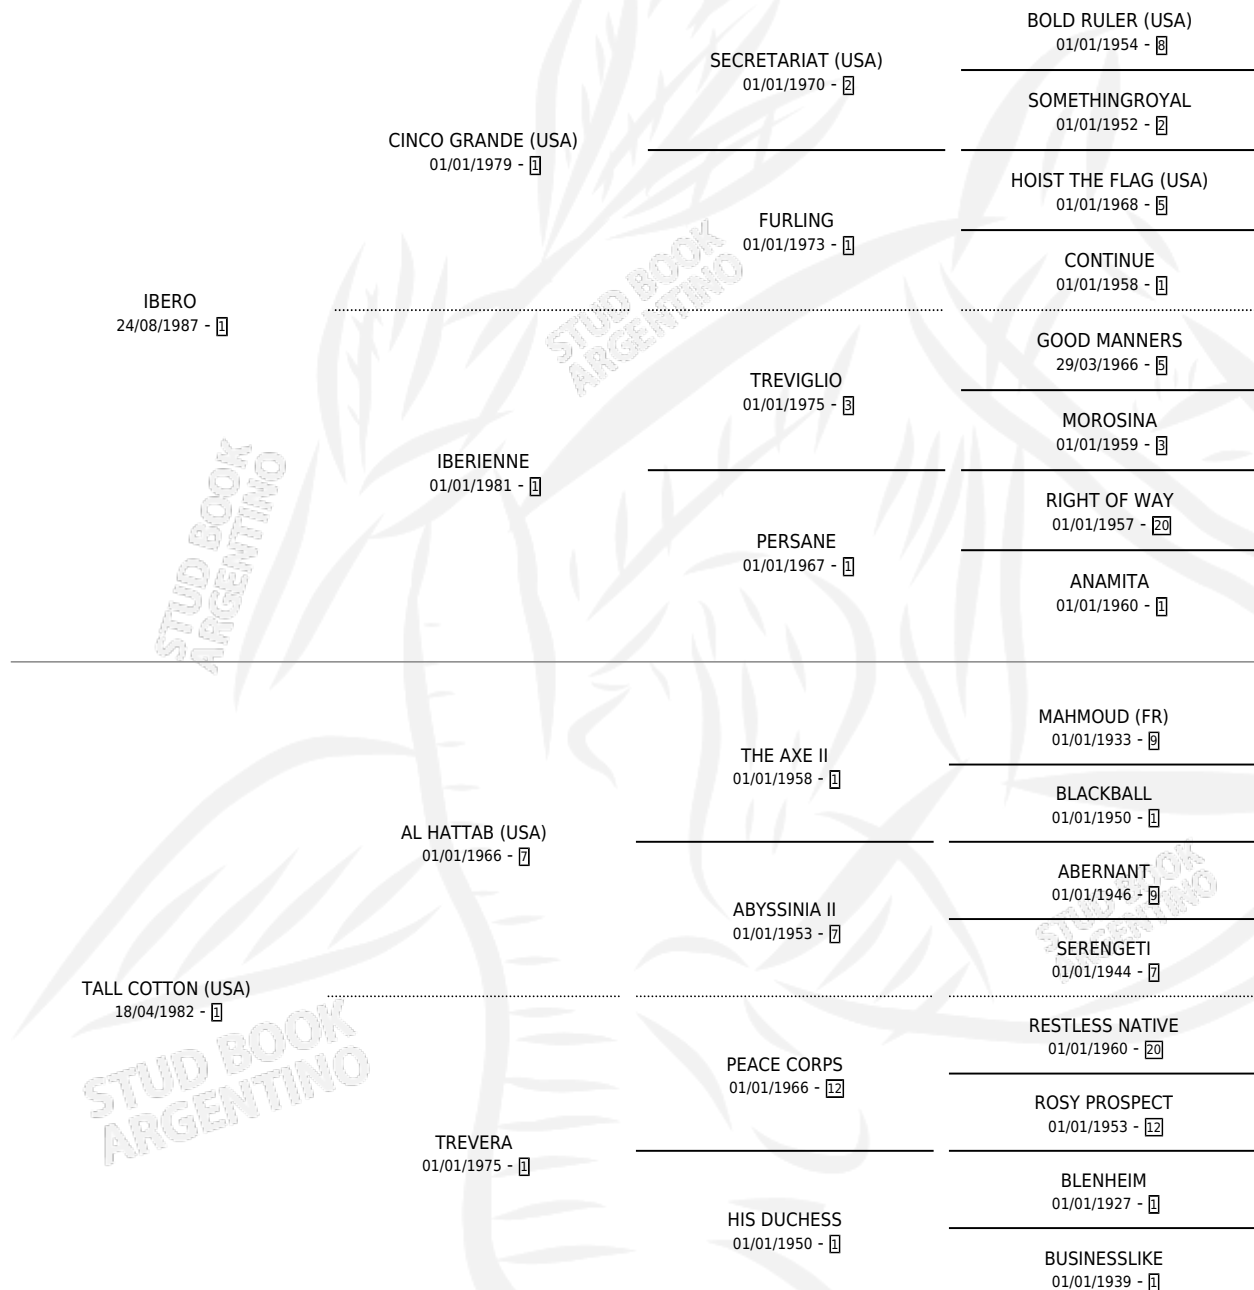 BOLD RULER (USA)
01/01/1954 - 8
SECRETARIAT (USA)
01/01/1970 - 2
SOMETHINGROYAL
01/01/1952 - 2
CINCO GRANDE (USA)
01/01/1979 - 1
HOIST THE FLAG (USA)
01/01/1968 - 5
FURLING
01/01/1973 - 1
CONTINUE
01/01/1958 - 1
IBERO
24/08/1987 - 1
STUD BOOK
ARGENTINO
GOOD MANNERS
29/03/1966 - 5
TREVIGLIO
01/01/1975 - 3
MOROSINA
01/01/1959 - 3
IBERIENNE
01/01/1981 - 1
RIGHT OF WAY
01/01/1957 - 20
PERSANE
01/01/1967 - 1
ANAMITA
01/01/1960 - 1
STUD BOOK
ARGENTINO
MAHMOUD (FR)
01/01/1933 - 9
THE AXE II
01/01/1958 - 1
BLACKBALL
01/01/1950 - 1
AL HATTAB (USA)
01/01/1966 - 7
ABERNANT
01/01/1946 - 9
ABYSSINIA II
01/01/1953 - 7
SERENGETI
01/01/1944 - 7
STUD BOOK
ARGENTINO
TALL COTTON (USA)
18/04/1982 - 1
RESTLESS NATIVE
01/01/1960 - 20
PEACE CORPS
01/01/1966 - 12
ROSY PROSPECT
01/01/1953 - 12
STUD BOOK
ARGENTINO
TREVERA
01/01/1975 - 1
BLENHEIM
01/01/1927 - 1
HIS DUCHESS
01/01/1950 - 1
BUSINESSLIKE
01/01/1939 - 1